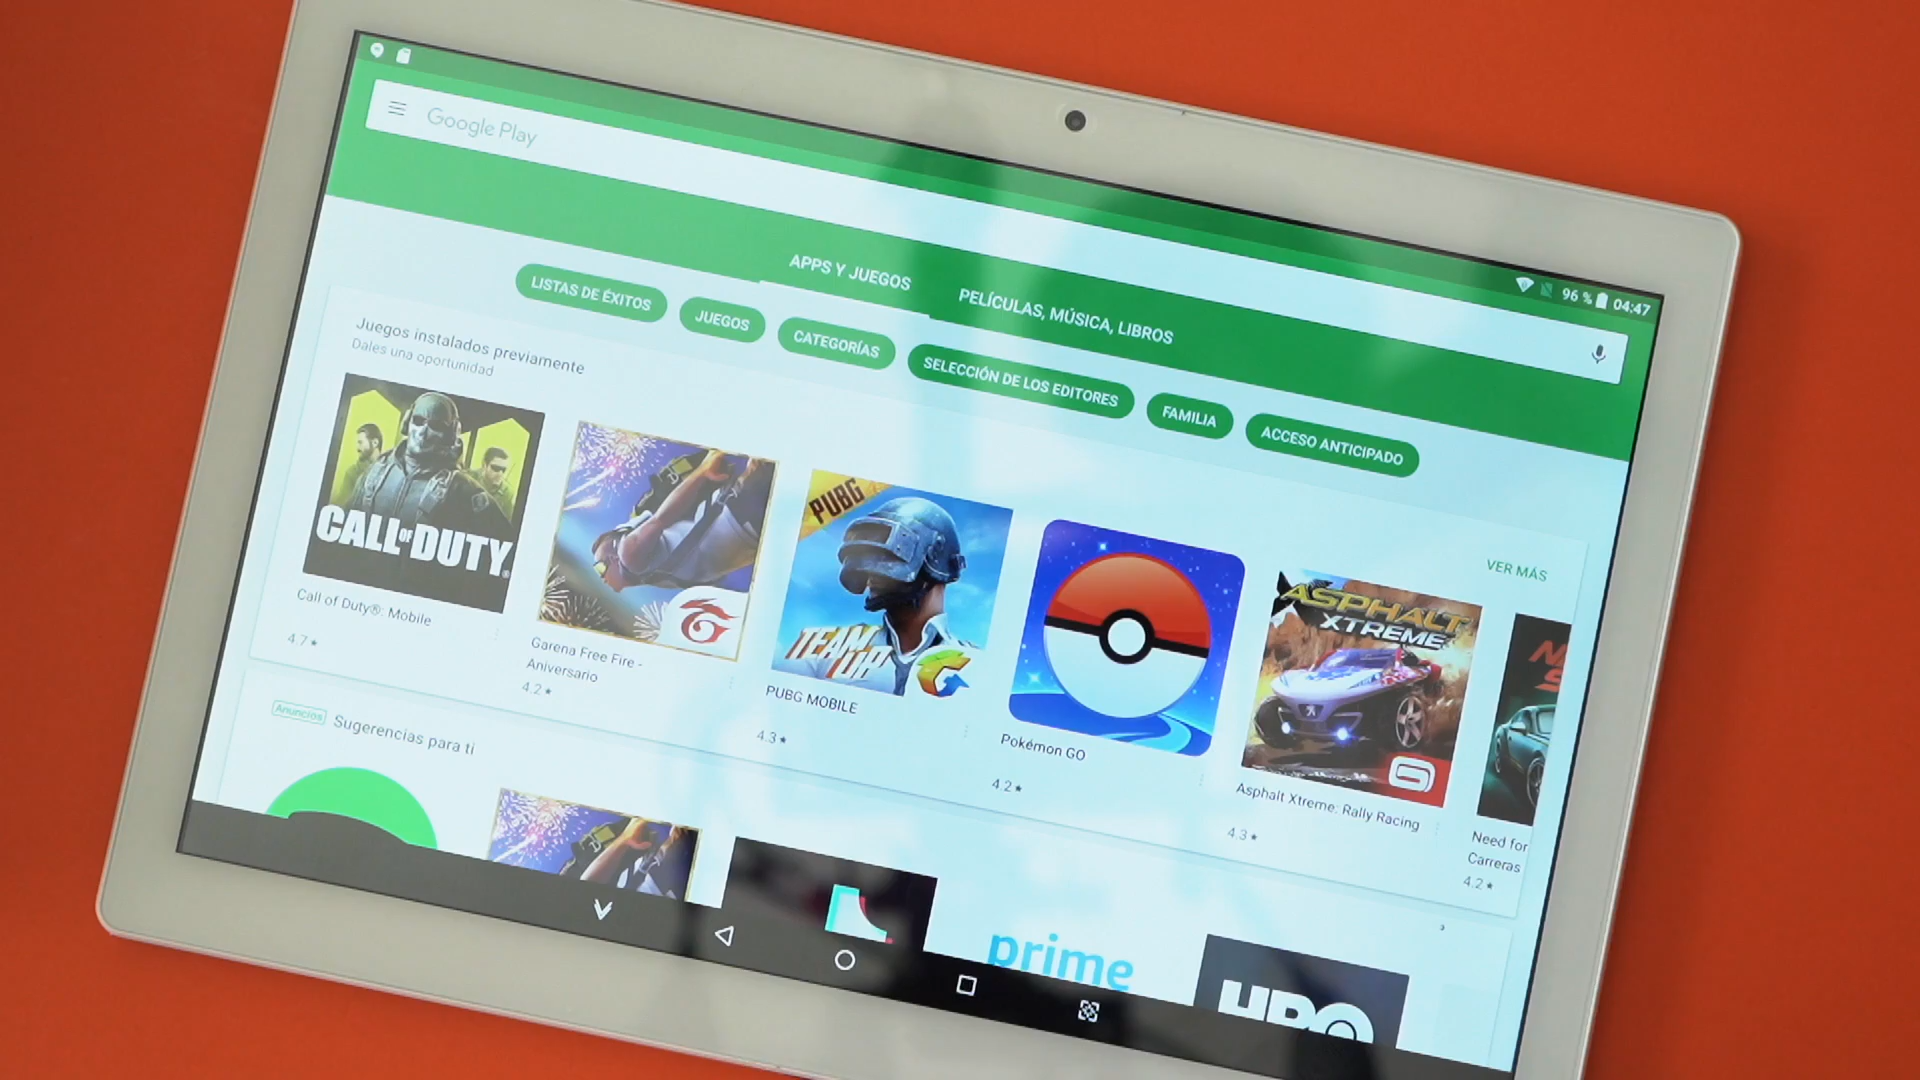 Google Play
96 % 04:47
APPS Y JUEGOS
PELÍCULAS, MÚSICA, LIBROS
LISTAS DE ÉXITOS
JUEGOS
CATEGORÍAS
SELECCIÓN DE LOS EDITORES
FAMILIA
ACCESO ANTICIPADO
Juegos instalados previamente
Dales una oportunidad
VER MÁS
CALL OF DUTY®
Call of Duty®: Mobile
4.7★
Garena Free Fire -
Aniversario
4.2★
PUBG
TEAM
UP!
PUBG MOBILE
4.3★
Pokémon GO
4.2★
ASPHALT
XTREME
Asphalt Xtreme: Rally Racing
4.3★
Need for
Carreras
4.2★
Anuncios
Sugerencias para ti
prime
HBO